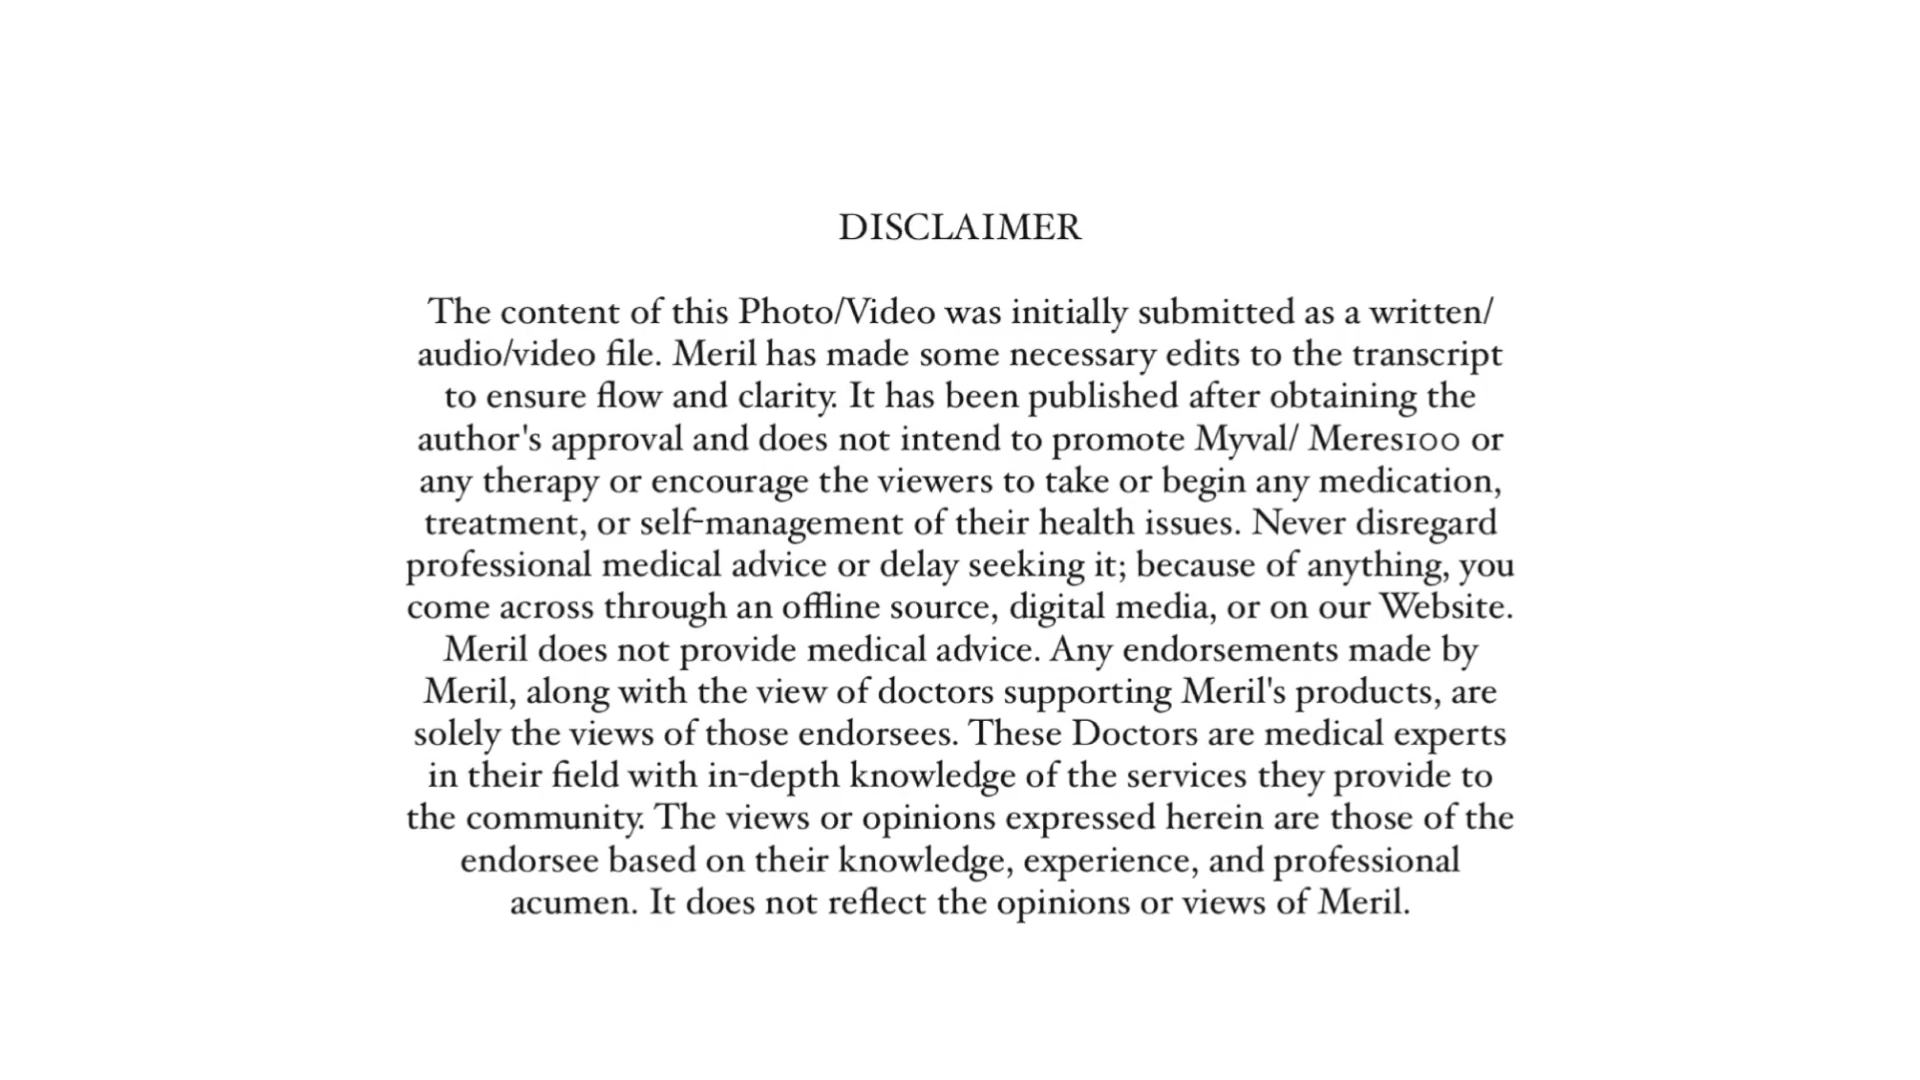 DISCLAIMER
The content of this Photo/Video was initially submitted as a written/
audio/video file. Meril has made some necessary edits to the transcript
to ensure flow and clarity. It has been published after obtaining the
author's approval and does not intend to promote Myval/ Meres100 or
any therapy or encourage the viewers to take or begin any medication,
treatment, or self-management of their health issues. Never disregard
professional medical advice or delay seeking it; because of anything, you
come across through an offline source, digital media, or on our Website.
Meril does not provide medical advice. Any endorsements made by
Meril, along with the view of doctors supporting Meril's products, are
solely the views of those endorsees. These Doctors are medical experts
in their field with in-depth knowledge of the services they provide to
the community. The views or opinions expressed herein are those of the
endorsee based on their knowledge, experience, and professional
acumen. It does not reflect the opinions or views of Meril.